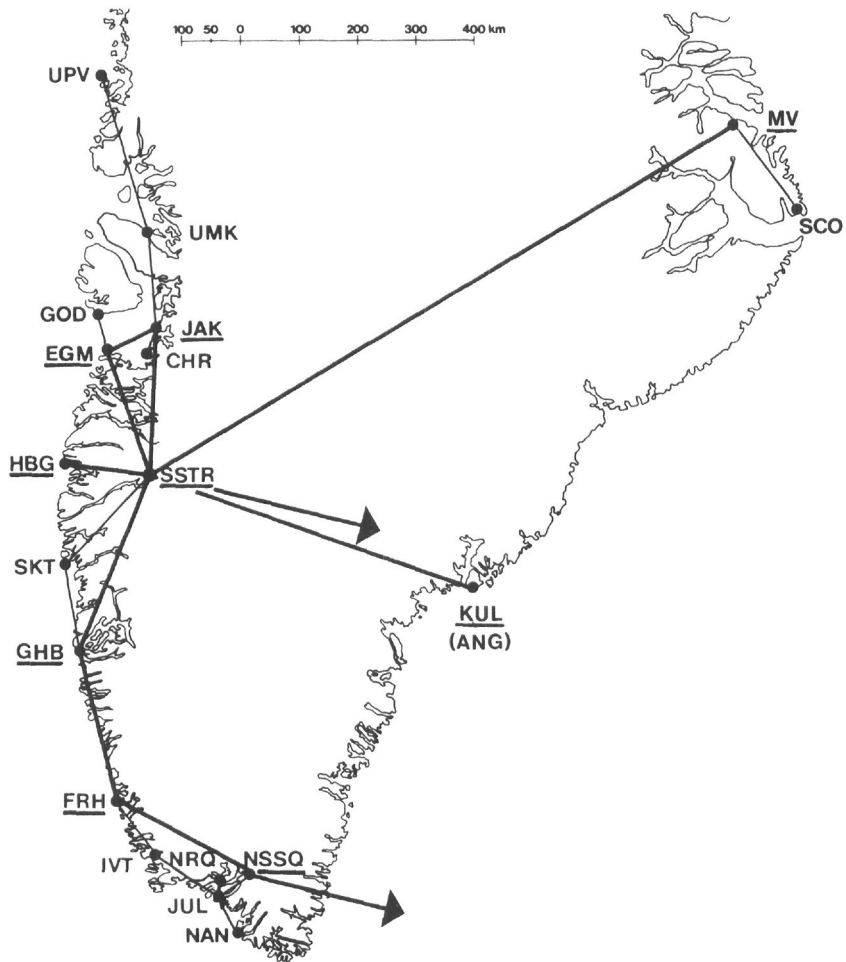 100 50 0 100 200 300 400 km
UPV
MV
SCO
UMK
GOD
JAK
EGM
CHR
HBG
SSTR
SKT
KUL
(ANG)
GHB
FRH
IVT
NRQ
NSSQ
JUL
NAN